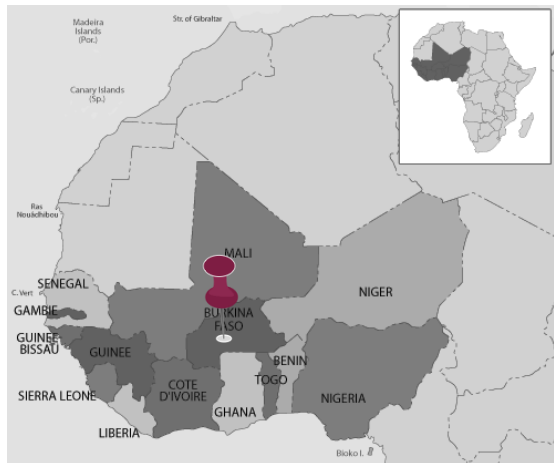 Madeira
Islands
(Por.)
Str. of Gibraltar
Canary Islands
(Sp.)
Ras
Nouâdhibou
MALI
SENEGAL
NIGER
C. Vert
GAMBIE
BURKINA
FASO
GUINEE
BISSAU
GUINEE
BENIN
TOGO
COTE
D'IVOIRE
SIERRA LEONE
GHANA
NIGERIA
LIBERIA
Bioko I.